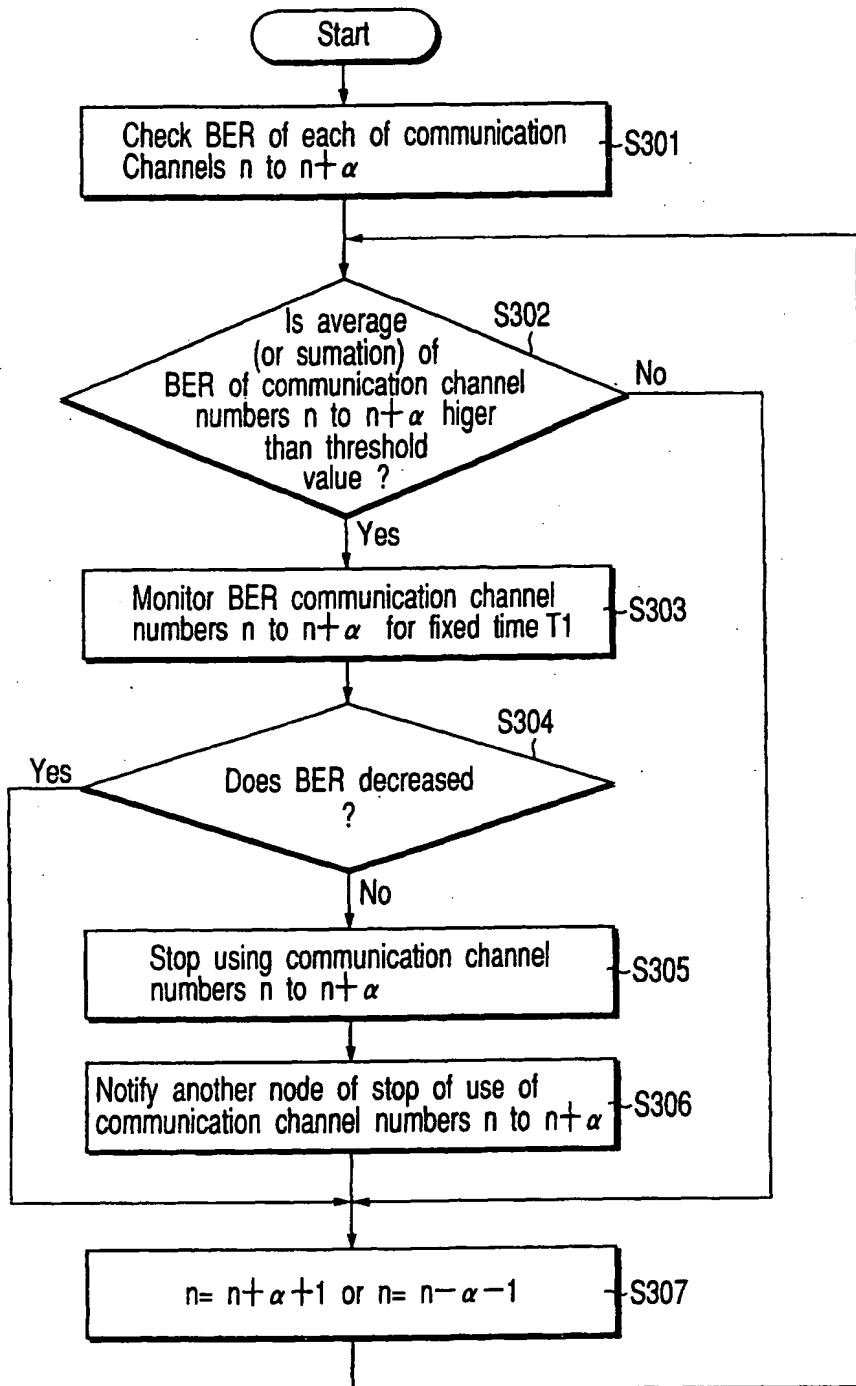 Start
Check BER of each of communication
Channels n to n+α
S301
S302
Is average
(or sumation) of
BER of communication channel
numbers n to n+α higer
than threshold
value ?
No
Yes
Monitor BER communication channel
numbers n to n+α for fixed time T1
S303
S304
Yes
Does BER decreased
?
No
Stop using communication channel
numbers n to n+α
S305
Notify another node of stop of use of
communication channel numbers n to n+α
S306
n= n+α+1 or n= n−α−1
S307